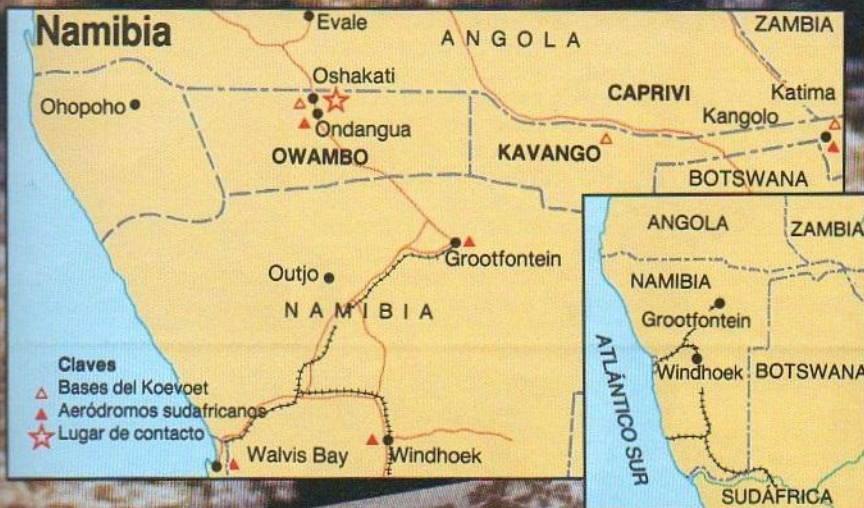 Namibia
Evale
ANGOLA
ZAMBIA
Oshakati
CAPRIVI
Katima
Ohopoho
Kangolo
Ondangua
OWAMBO
KAVANGO
BOTSWANA
Grootfontein
Outjo
NAMIBIA
Claves
Bases del Koevoet
Aeródromos sudafricanos
Lugar de contacto
Walvis Bay
Windhoek
ANGOLA
ZAMBIA
NAMIBIA
Grootfontein
Windhoek
BOTSWANA
ATLÁNTICO SUR
SUDÁFRICA